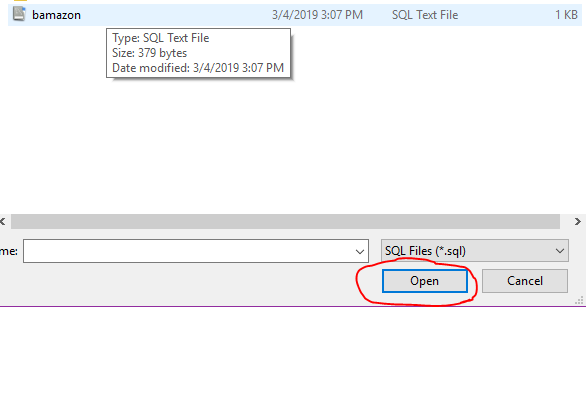 bamazon 3/4/2019 3:07 PM SQL Text File 1 KB
Type: SQL Text File
Size: 379 bytes
Date modified: 3/4/2019 3:07 PM
me: SQL Files (*.sql)
Open Cancel